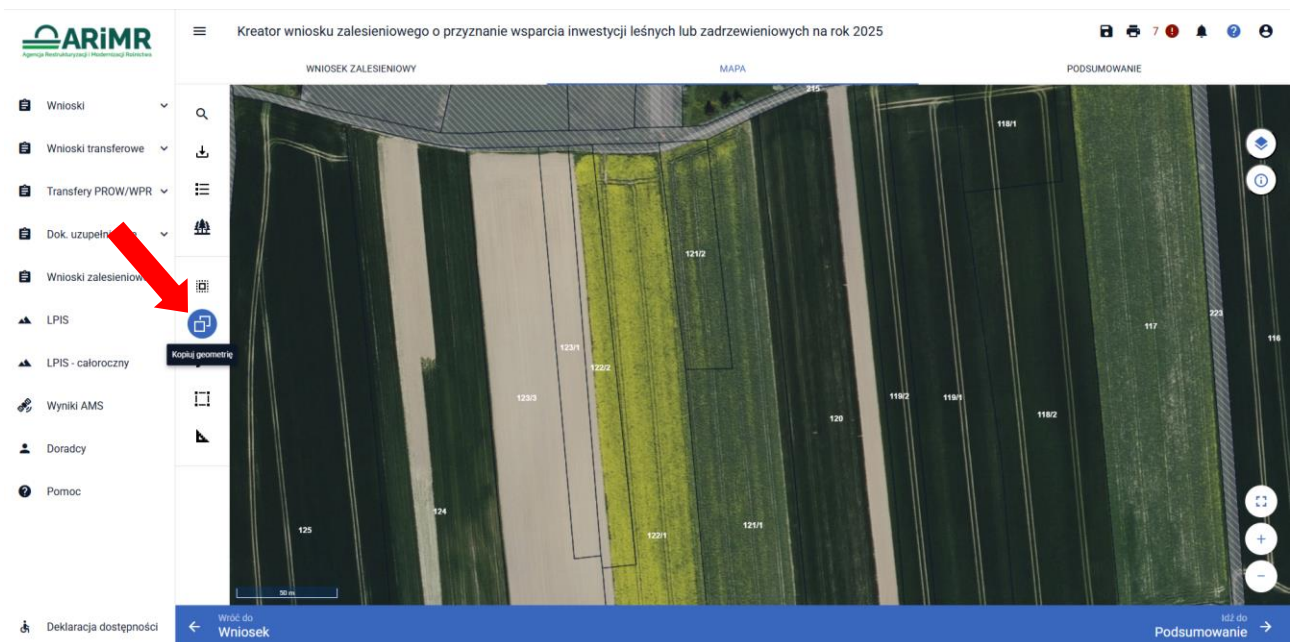 ARiMR
Agencja Restrukturyzacji i Modernizacji Rolnictwa
Kreator wniosku zalesieniowego o przyznanie wsparcia inwestycji leśnych lub zadrzewieniowych na rok 2025
7
WNIOSEK ZALESIENIOWY
MAPA
PODSUMOWANIE
Wnioski
Wnioski transferowe
Transfery PROW/WPR
Dok.
Wnioski
LPIS
LPIS - całoroczny
Wyniki AMS
Doradcy
Pomoc
Deklaracja dostępności
Kopiuj geometrię
215
118/1
121/2
117
223
116
123/1
122/2
123/3
119/2
119/1
118/2
120
124
125
122/1
121/1
50 m
Wróć do
Wniosek
Idź do
Podsumowanie